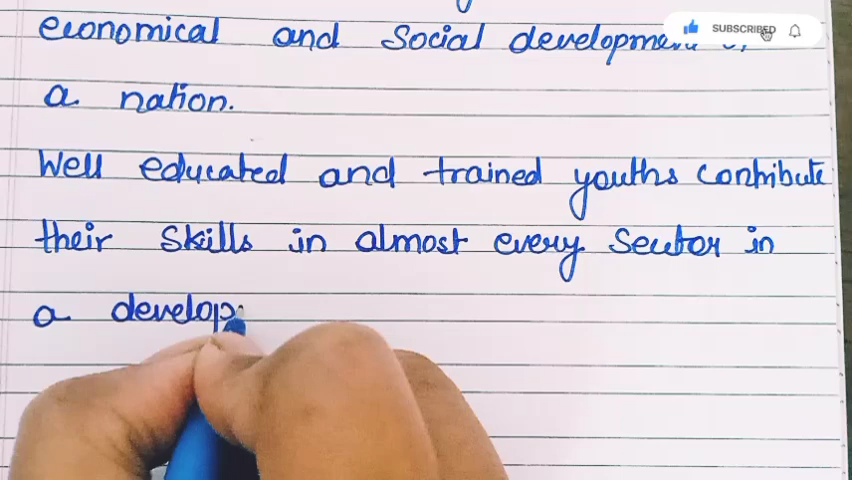 SUBSCRIBED
economical and Social development
a nation.
Well educated and trained youths contribute
their Skills in almost every Sector in
a develop